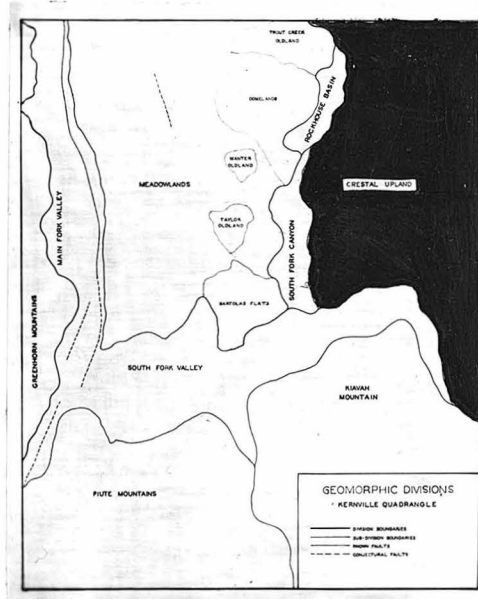 TROUT CREEK
OLDLAND
DOMELANDS
ROCKHOUSE BASIN
MANTER
OLDLAND
MEADOWLANDS
CRESTAL UPLAND
MAIN FORK VALLEY
TAYLOR
OLDLAND
SOUTH FORK CANYON
BARTOLAS FLATS
GREENHORN MOUNTAINS
SOUTH FORK VALLEY
KIAVAH
MOUNTAIN
PIUTE MOUNTAINS
GEOMORPHIC DIVISIONS
KERNVILLE QUADRANGLE
DIVISION BOUNDARIES
SUB-DIVISION BOUNDARIES
KNOWN FAULTS
CONJECTURAL FAULTS